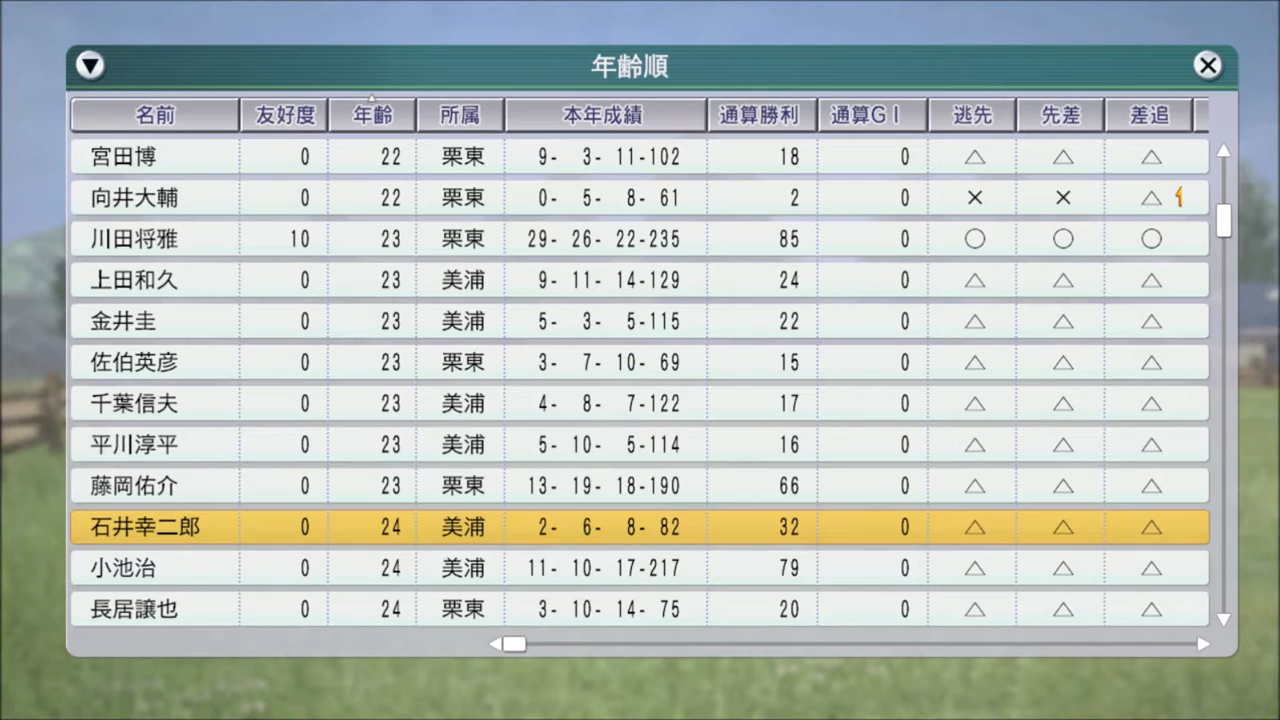 年齢順
名前 友好度 年齢 所属 本年成績 通算勝利 通算GⅠ 逃先 先差 差追
宮田博 0 22 栗東 9- 3- 11-102 18 0 △ △ △
向井大輔 0 22 栗東 0- 5- 8- 61 2 0 × × △
川田将雅 10 23 栗東 29- 26- 22-235 85 0 ○ ○ ○
上田和久 0 23 美浦 9- 11- 14-129 24 0 △ △ △
金井圭 0 23 美浦 5- 3- 5-115 22 0 △ △ △
佐伯英彦 0 23 栗東 3- 7- 10- 69 15 0 △ △ △
千葉信夫 0 23 美浦 4- 8- 7-122 17 0 △ △ △
平川淳平 0 23 美浦 5- 10- 5-114 16 0 △ △ △
藤岡佑介 0 23 栗東 13- 19- 18-190 66 0 △ △ △
石井幸二郎 0 24 美浦 2- 6- 8- 82 32 0 △ △ △
小池治 0 24 美浦 11- 10- 17-217 79 0 △ △ △
長居譲也 0 24 栗東 3- 10- 14- 75 20 0 △ △ △